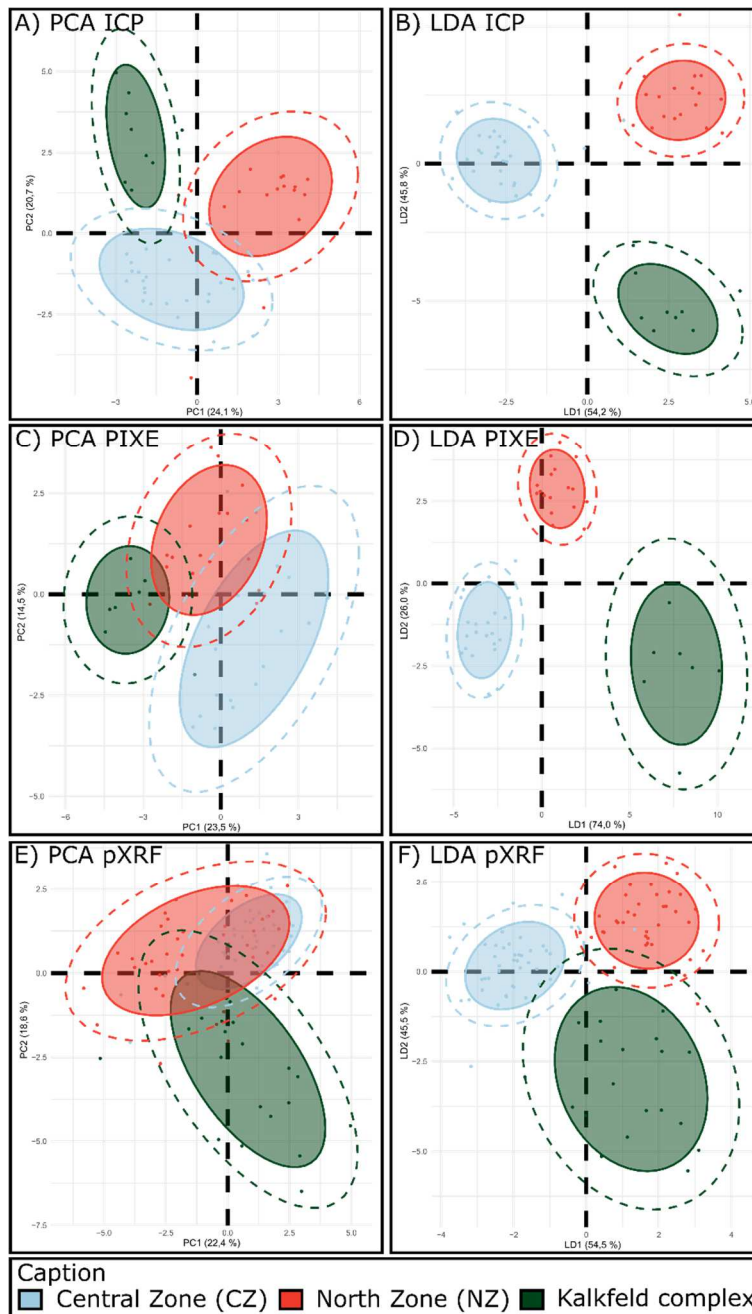 A) PCA ICP
5.0
2.5
0.0
-2.5
PC2 (20,7 %)
-3
0
3
6
PC1 (24,1 %)
B) LDA ICP
5
0
-5
LD2 (45,8 %)
-5.0
-2.5
0.0
2.5
5.0
LD1 (54,2 %)
C) PCA PIXE
2.5
0.0
-2.5
-5.0
PC2 (14,5 %)
-6
-3
0
3
PC1 (23,5 %)
D) LDA PIXE
2.5
0.0
-2.5
-5.0
LD2 (26,0 %)
-5
0
5
10
LD1 (74,0 %)
E) PCA pXRF
2.5
0.0
-2.5
-5.0
-7.5
PC2 (18,6 %)
-5.0
-2.5
0.0
2.5
5.0
PC1 (22,4 %)
F) LDA pXRF
2.5
0.0
-2.5
-5.0
LD2 (45,5 %)
-4
-2
0
2
4
LD1 (54,5 %)
Caption
Central Zone (CZ) North Zone (NZ) Kalkfeld complex